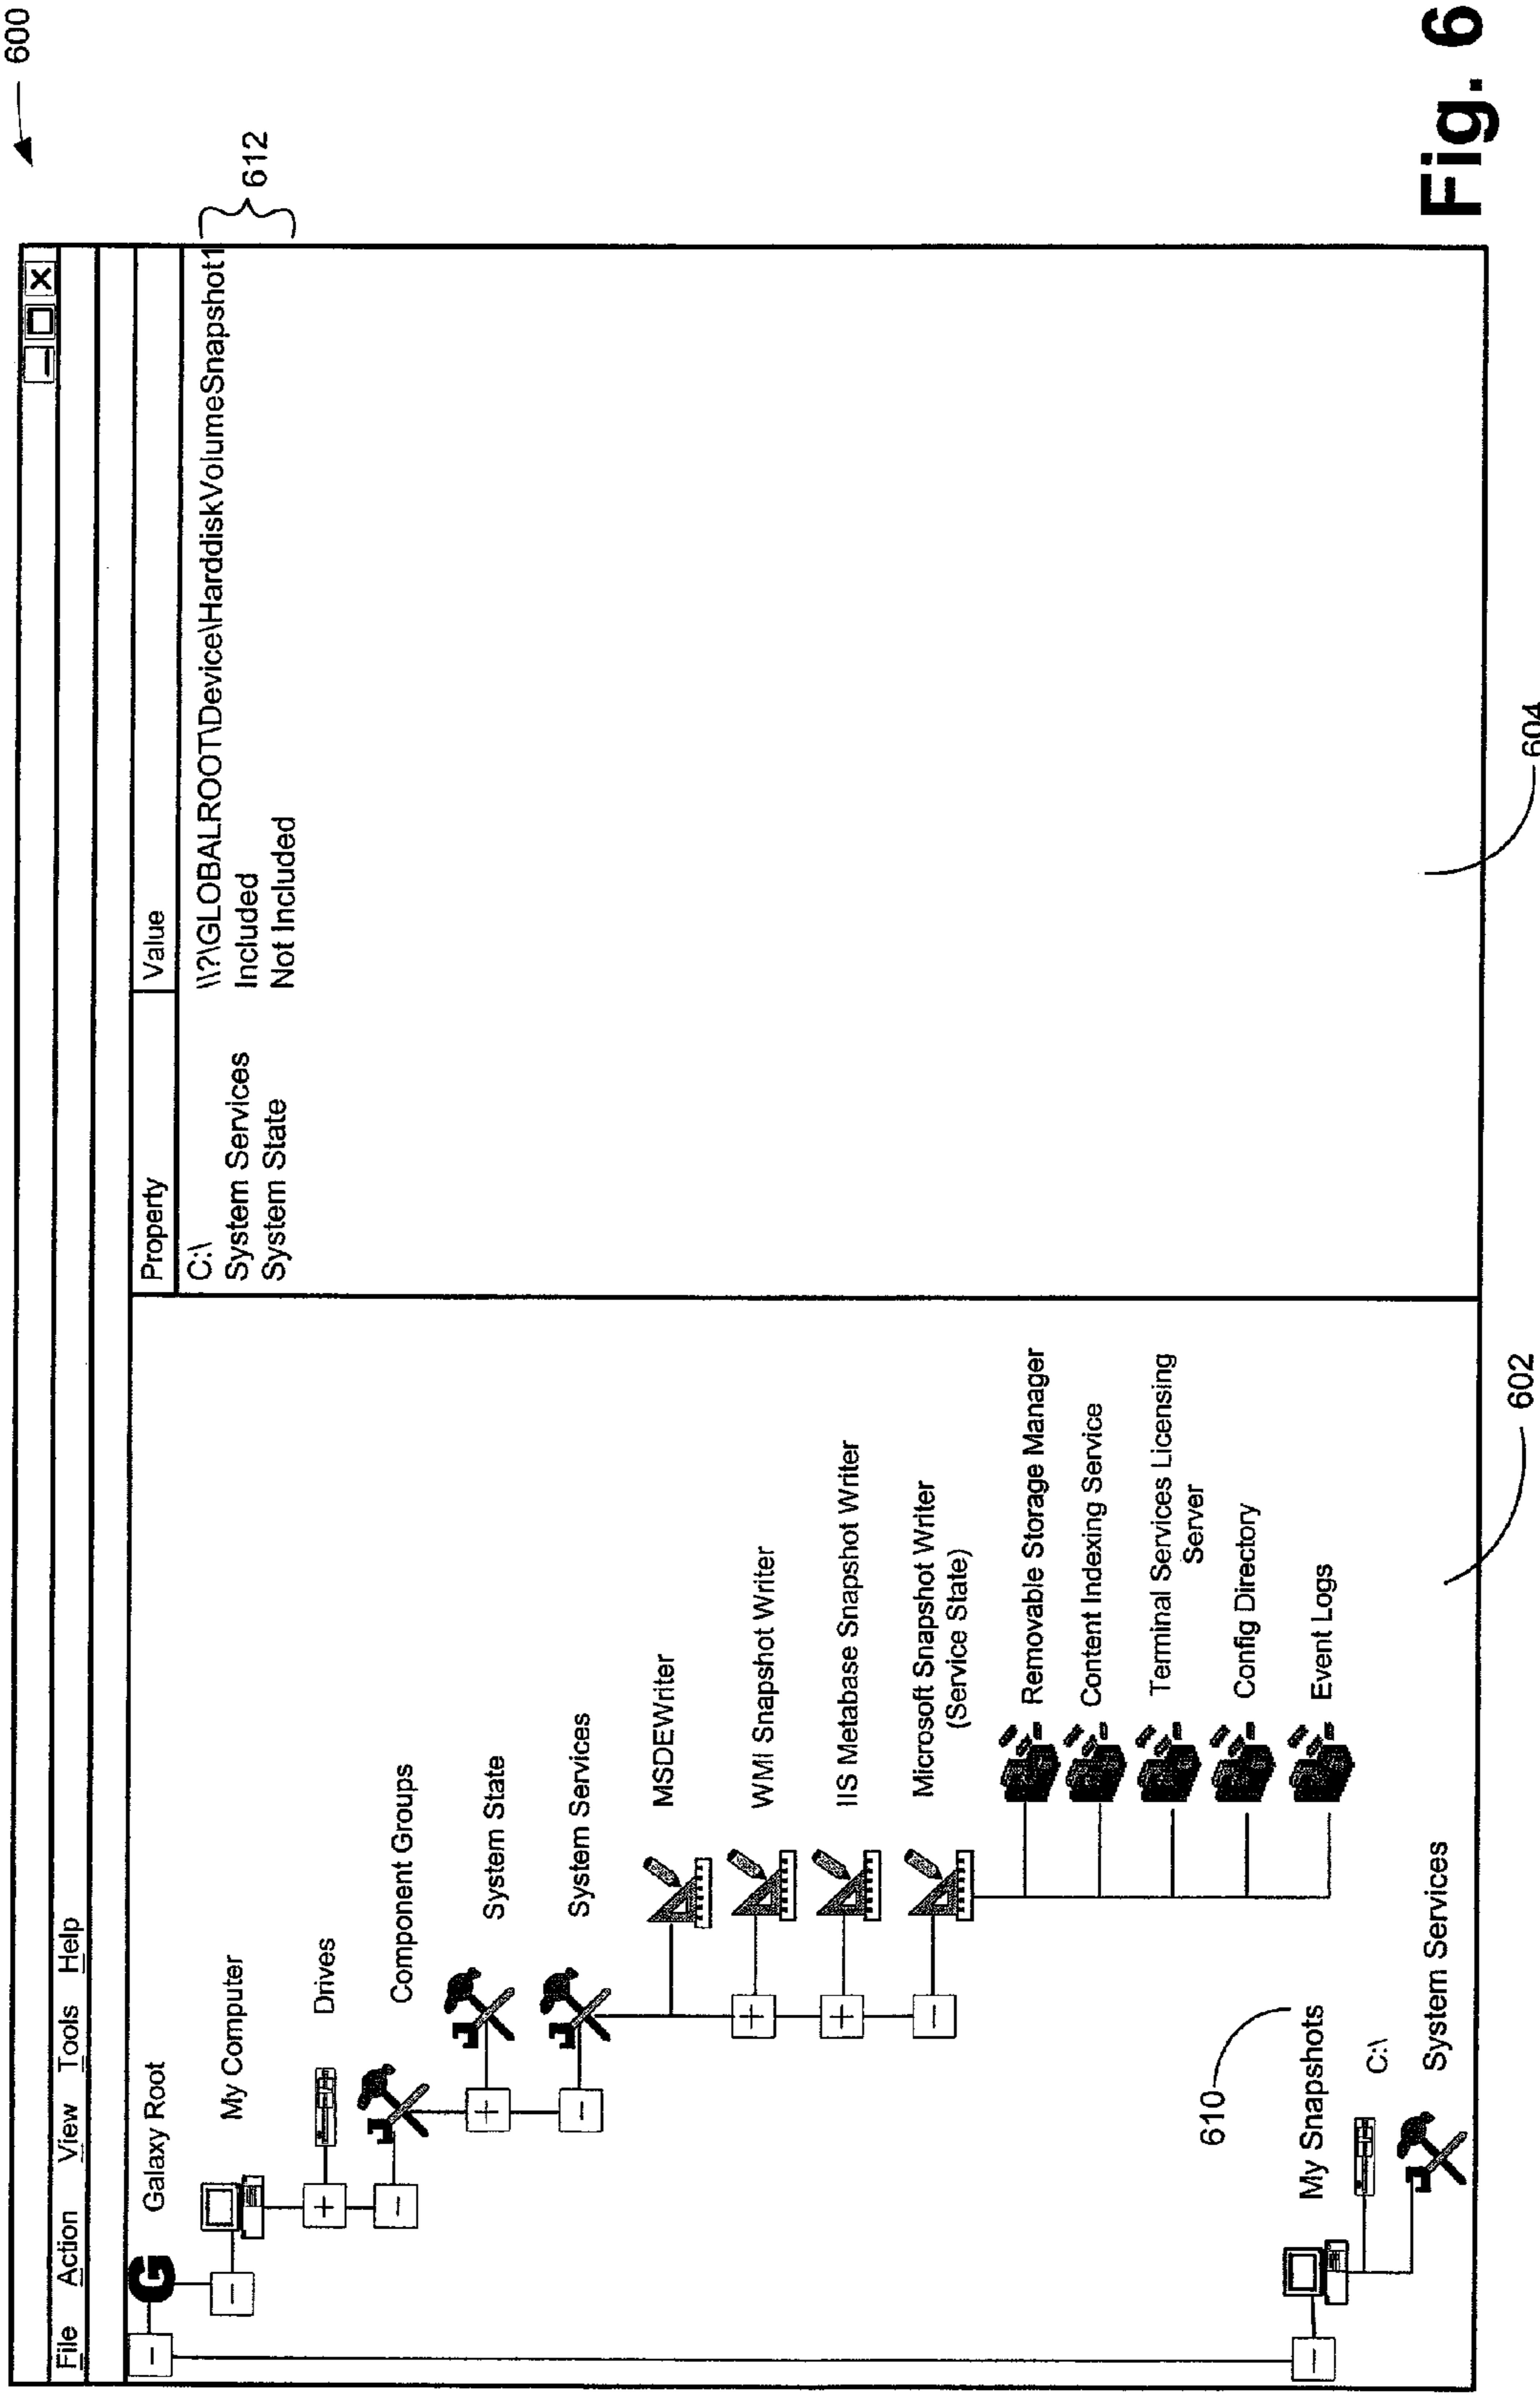 600
File Action View Tools Help
Galaxy Root
My Computer
Drives
Component Groups
System State
System Services
MSDEWriter
WMI Snapshot Writer
IIS Metabase Snapshot Writer
Microsoft Snapshot Writer
(Service State)
Removable Storage Manager
Content Indexing Service
Terminal Services Licensing
Server
Config Directory
Event Logs
610
My Snapshots
C:\
System Services
602
Property Value
C:\ \\?\GLOBALROOT\Device\HarddiskVolumeSnapshot1
System Services Included
System State Not Included
612
604
Fig. 6